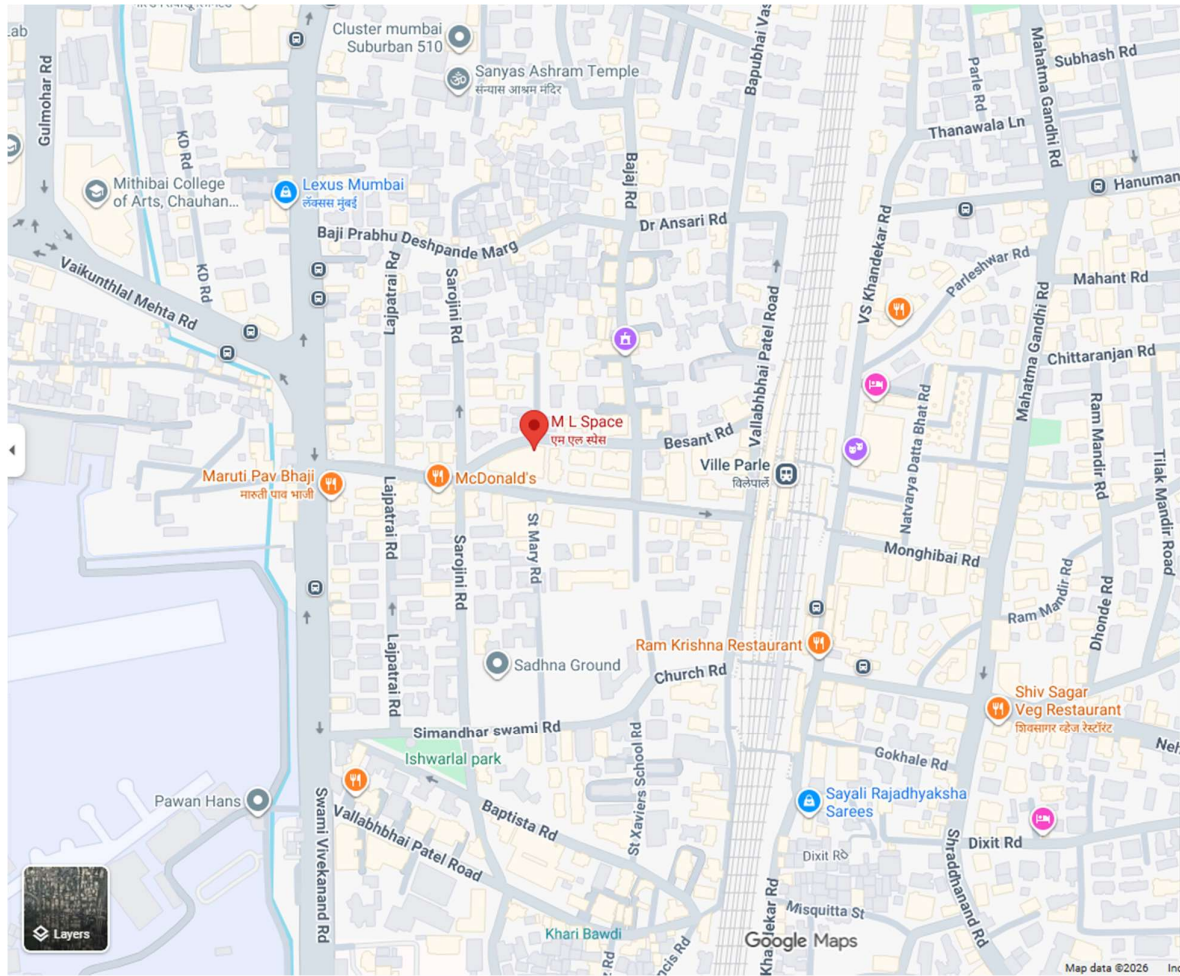 Cluster mumbai
Suburban 510
Sanyas Ashram Temple
संन्यास आश्रम मंदिर
Gulmohar Rd
KD Rd
Mithibai College
of Arts, Chauhan...
Lexus Mumbai
लॅक्सस मुंबई
Bajaj Rd
Mahatma Gandhi Rd
Subhash Rd
Parle Rd
Thanawala Ln
Hanuman
Baji Prabhu Deshpande Marg
Dr Ansari Rd
Vaikunthlal Mehta Rd
KD Rd
Lajpatrai Rd
Sarojini Rd
Vallabhbhai Patel Road
VS Khandekar Rd
Parleshwar Rd
Mahant Rd
Mahatma Gandhi Rd
Chittaranjan Rd
M L Space
एम एल स्पेस
Besant Rd
Natvarya Datta Bhat Rd
Ram Mandir Rd
Tilak Mandir Road
Maruti Pav Bhaji
मारुती पाव भाजी
McDonald's
Ville Parle
विलेपार्ले
Lajpatrai Rd
Sarojini Rd
St Mary Rd
Monghibai Rd
Ram Mandir Rd
Dhonde Rd
Lajpatrai Rd
Sadhna Ground
Ram Krishna Restaurant
Church Rd
Shiv Sagar
Veg Restaurant
शिवसागर व्हेज रेस्टॉरंट
Simandhar swami Rd
Ishwarlal park
St Xaviers School Rd
Gokhale Rd
Pawan Hans
Swami Vivekanand Rd
Vallabhbhai Patel Road
Baptista Rd
Sayali Rajadhyaksha
Sarees
Dixit Rd
Dixit Rd
Shraddhanand Rd
Misquitta St
Khari Bawdi
Layers
Google Maps
Map data ©2026